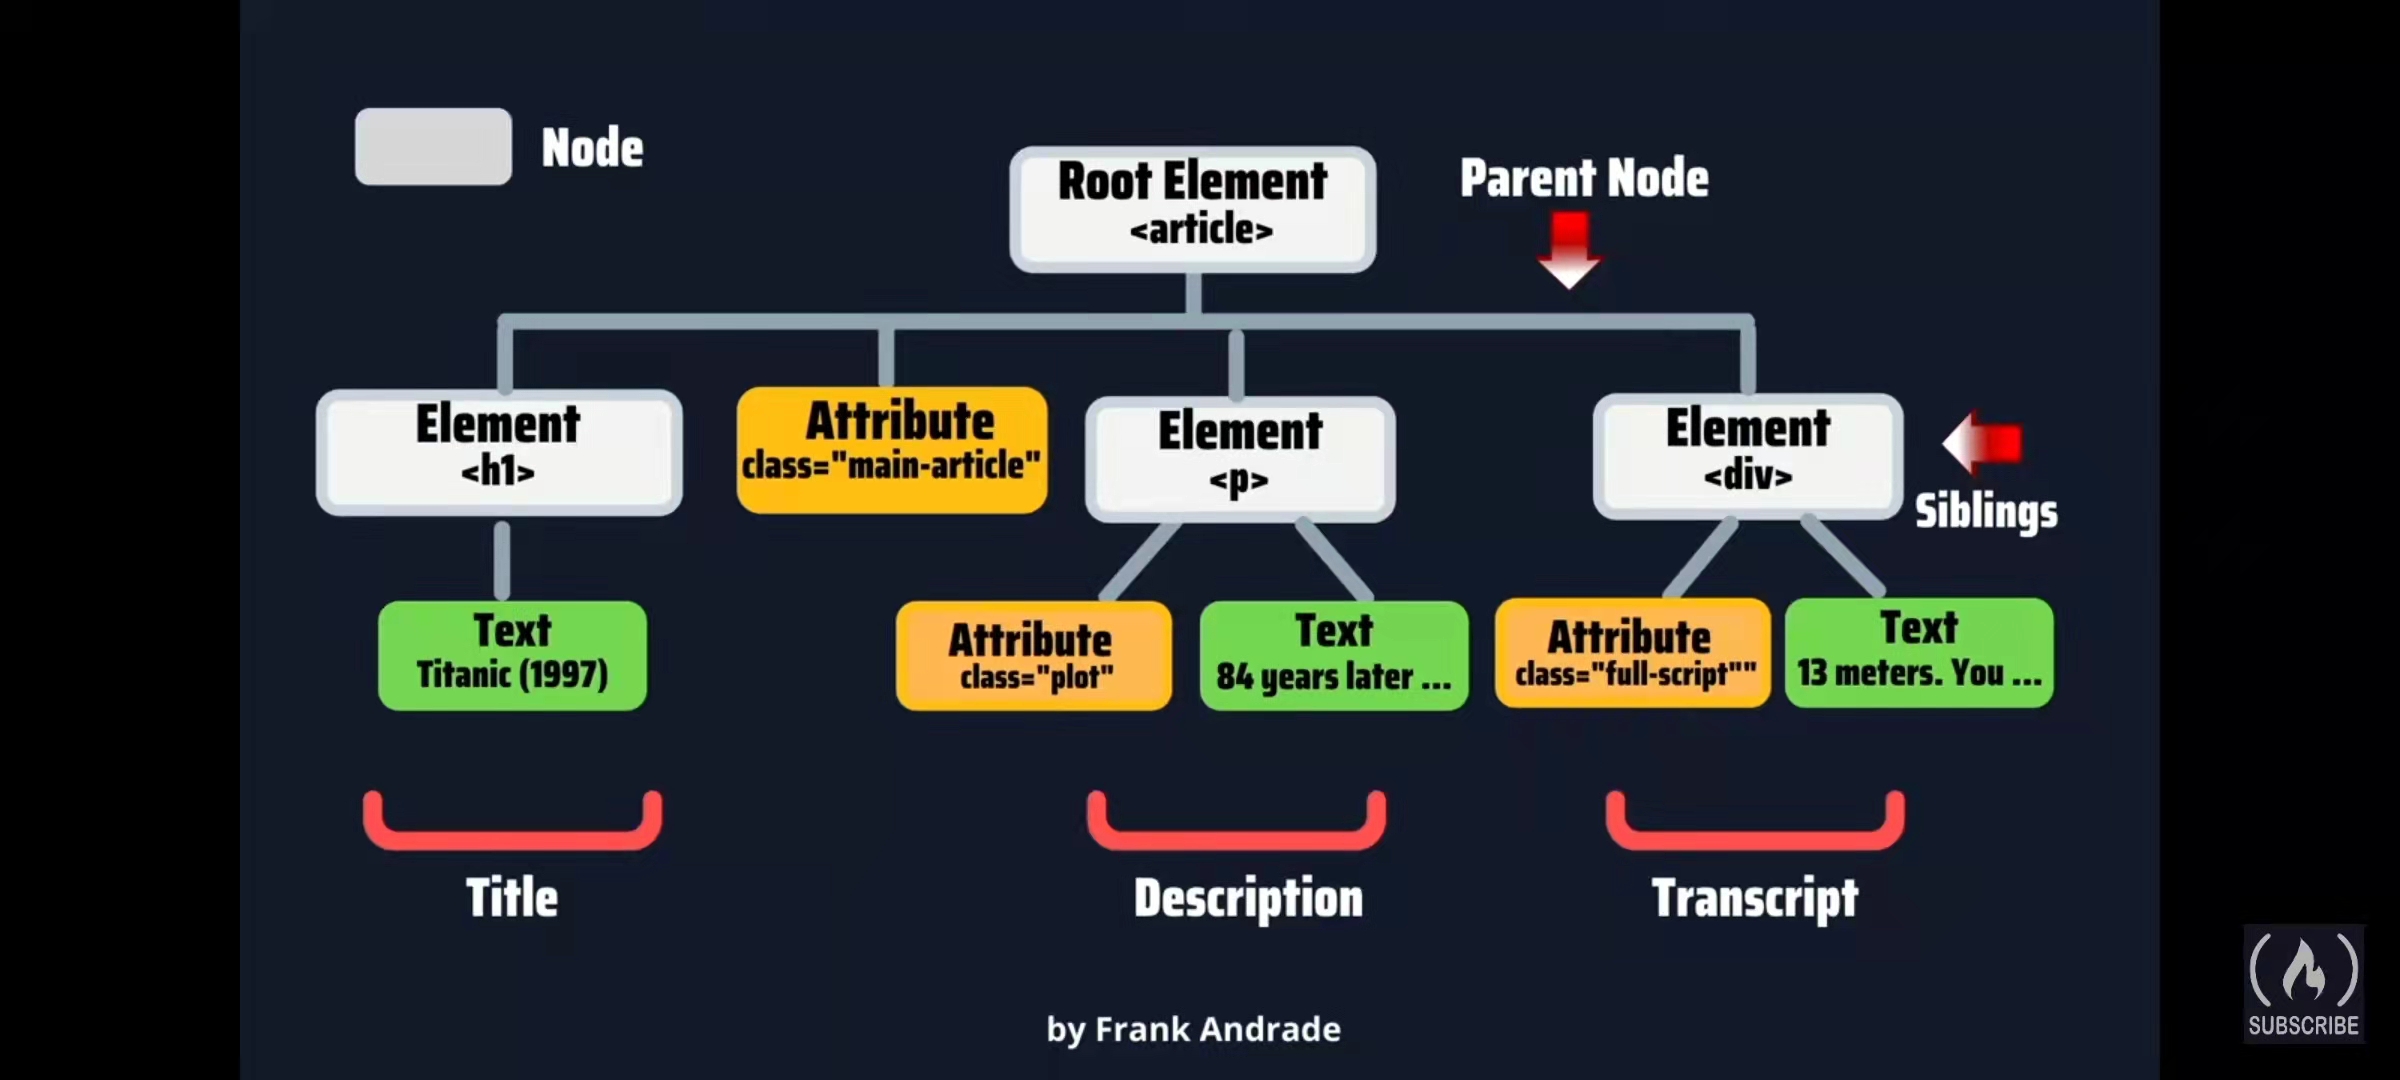 Node
Root Element
<article>
Parent Node
Element
<h1>
Attribute
class="main-article"
Element
<p>
Element
<div>
Siblings
Text
Titanic (1997)
Attribute
class="plot"
Text
84 years later ...
Attribute
class="full-script""
Text
13 meters. You ...
Title
Description
Transcript
by Frank Andrade
SUBSCRIBE